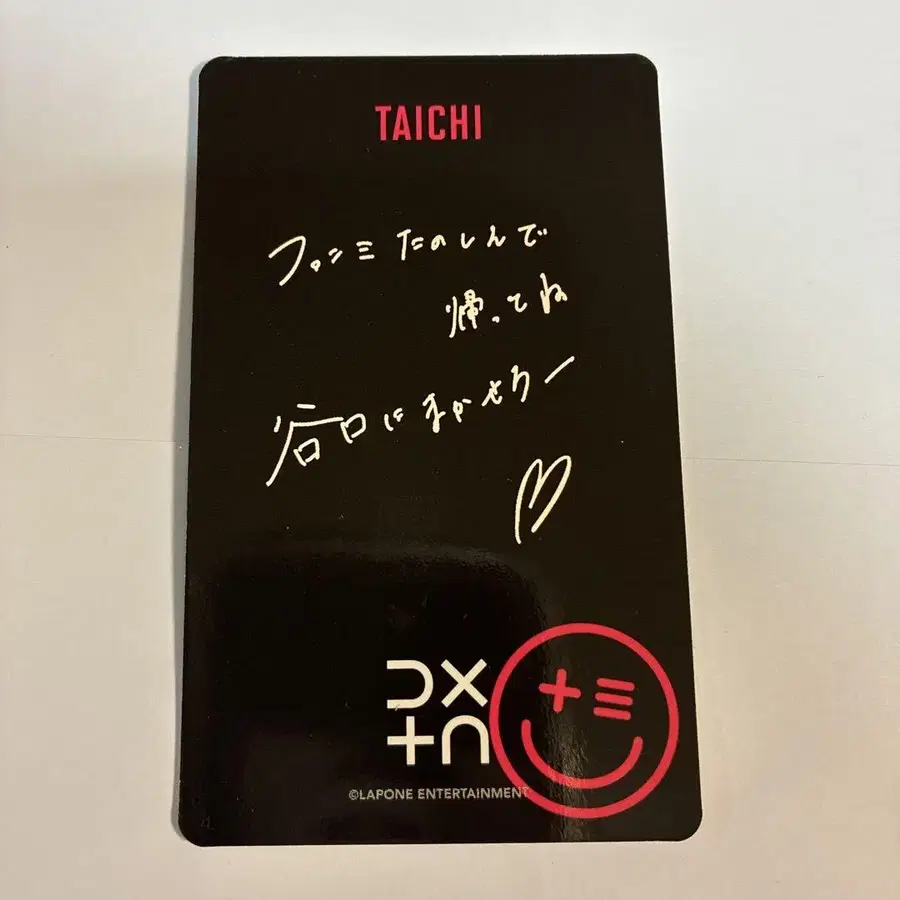 TAICHI
ファンミ たのしんで
帰ってね
谷口にまかせろー
©LAPONE ENTERTAINMENT